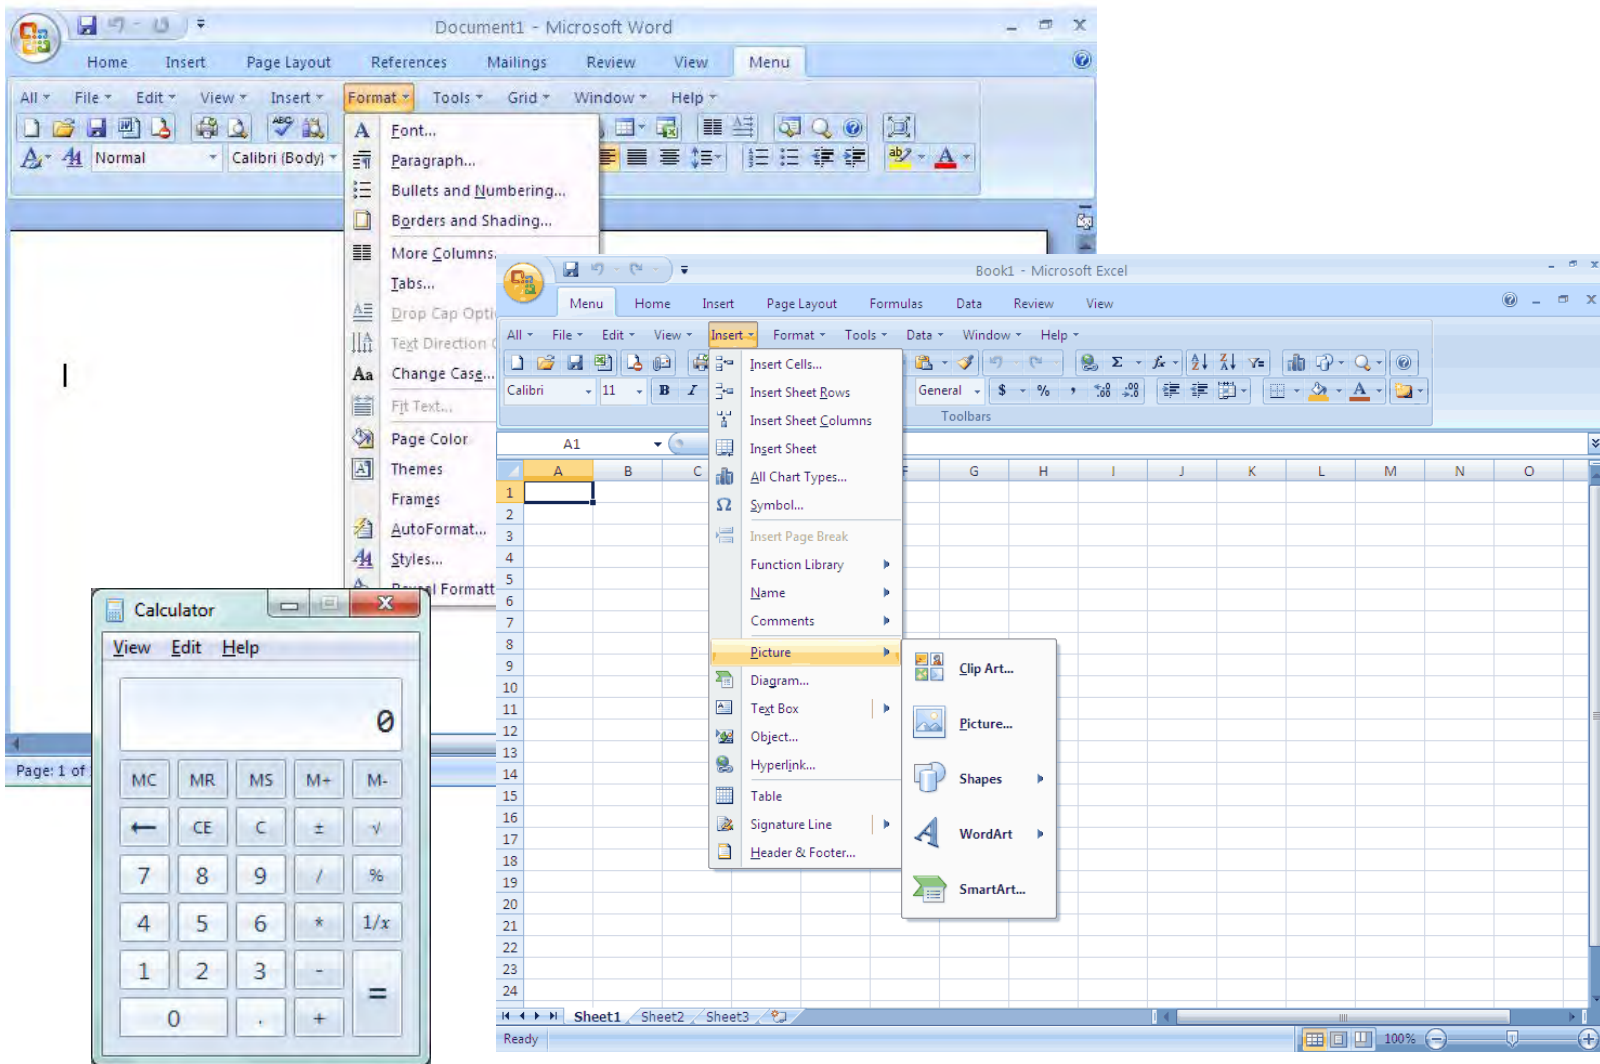 Document1 - Microsoft Word
Home Insert Page Layout References Mailings Review View Menu
All File Edit View Insert Format Tools Grid Window Help
Normal Calibri (Body)
Font...
Paragraph...
Bullets and Numbering...
Borders and Shading...
More Columns.
Tabs...
Drop Cap
Text Direction
Change Case...
Fit Text...
Page Color
Themes
Frames
AutoFormat...
Styles...
Page: 1 of
Book1 - Microsoft Excel
Menu Home Insert Page Layout Formulas Data Review View
All File Edit View Insert Format Tools Data Window Help
Calibri 11 B I General $ % ,
Toolbars
A1
A B C F G H I J K L M N O
1
2
3
4
5
6
7
8
9
10
11
12
13
14
15
16
17
18
19
20
21
22
23
24
Insert Cells...
Insert Sheet Rows
Insert Sheet Columns
Insert Sheet
All Chart Types...
Symbol...
Insert Page Break
Function Library
Name
Comments
Picture
Diagram...
Text Box
Object...
Hyperlink...
Table
Signature Line
Header & Footer...
Clip Art...
Picture...
Shapes
WordArt
SmartArt...
Sheet1 Sheet2 Sheet3
Ready 100%
Calculator
View Edit Help
0
MC MR MS M+ M-
← CE C ± √
7 8 9 / %
4 5 6 * 1/x
1 2 3 - =
0 . +